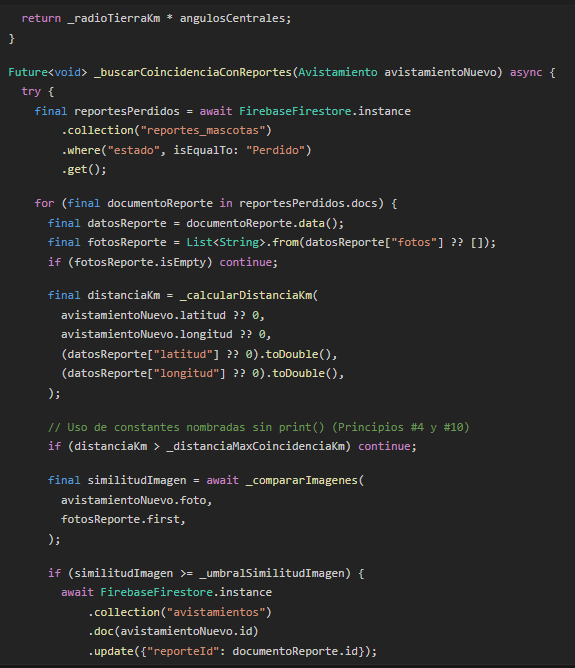 return _radioTierraKm * angulosCentrales;
}
Future<void> _buscarCoincidenciaConReportes(Avistamiento avistamientoNuevo) async {
try {
final reportesPerdidos = await FirebaseFirestore.instance
.collection("reportes_mascotas")
.where("estado", isEqualTo: "Perdido")
.get();
for (final documentoReporte in reportesPerdidos.docs) {
final datosReporte = documentoReporte.data();
final fotosReporte = List<String>.from(datosReporte["fotos"] ?? []);
if (fotosReporte.isEmpty) continue;
final distanciaKm = _calcularDistanciaKm(
avistamientoNuevo.latitud ?? 0,
avistamientoNuevo.longitud ?? 0,
(datosReporte["latitud"] ?? 0).toDouble(),
(datosReporte["longitud"] ?? 0).toDouble(),
);
// Uso de constantes nombradas sin print() (Principios #4 y #10)
if (distanciaKm > _distanciaMaxCoincidenciaKm) continue;
final similitudImagen = await _compararImagenes(
avistamientoNuevo.foto,
fotosReporte.first,
);
if (similitudImagen >= _umbralSimilitudImagen) {
await FirebaseFirestore.instance
.collection("avistamientos")
.doc(avistamientoNuevo.id)
.update({"reporteId": documentoReporte.id});